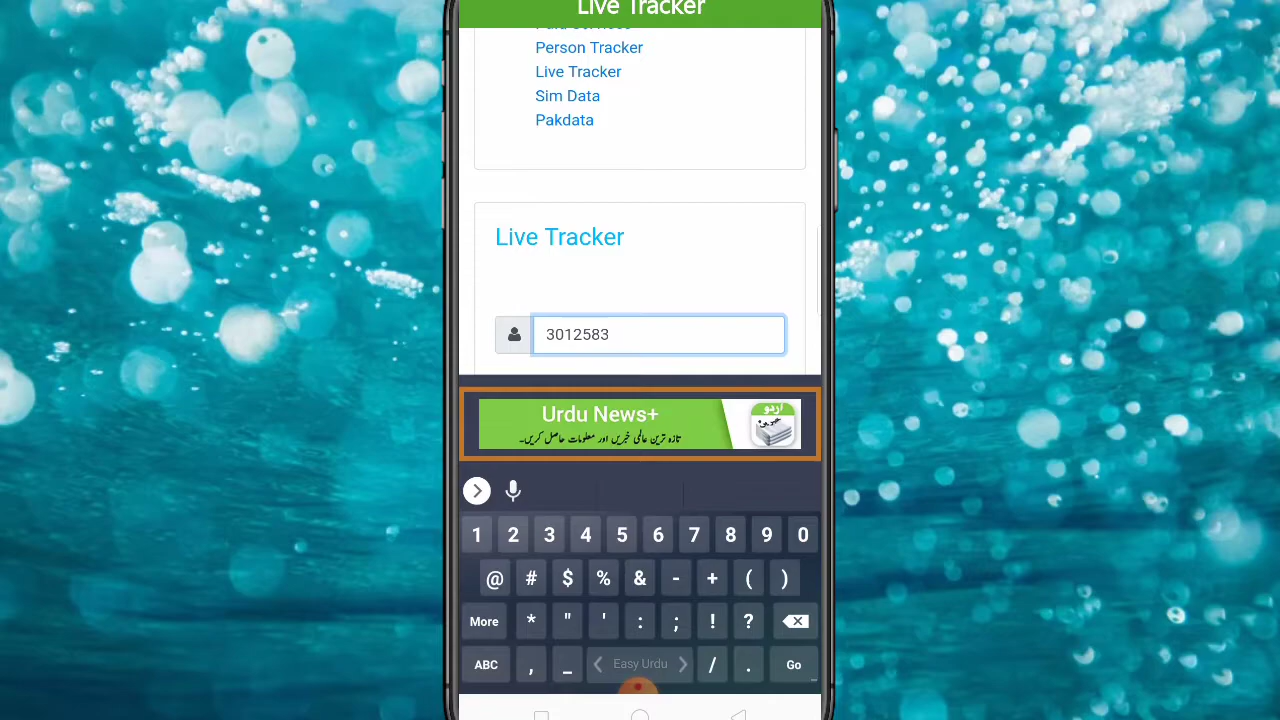 Live Tracker
Person Tracker
Live Tracker
Sim Data
Pakdata
Live Tracker
3012583
Urdu News+
تازہ ترین عالمی خبریں اور معلومات حاصل کریں۔
اردو
1 2 3 4 5 6 7 8 9 0
@ # $ % & - + ( )
More * " ' : ; ! ?
ABC , _ Easy Urdu / . Go